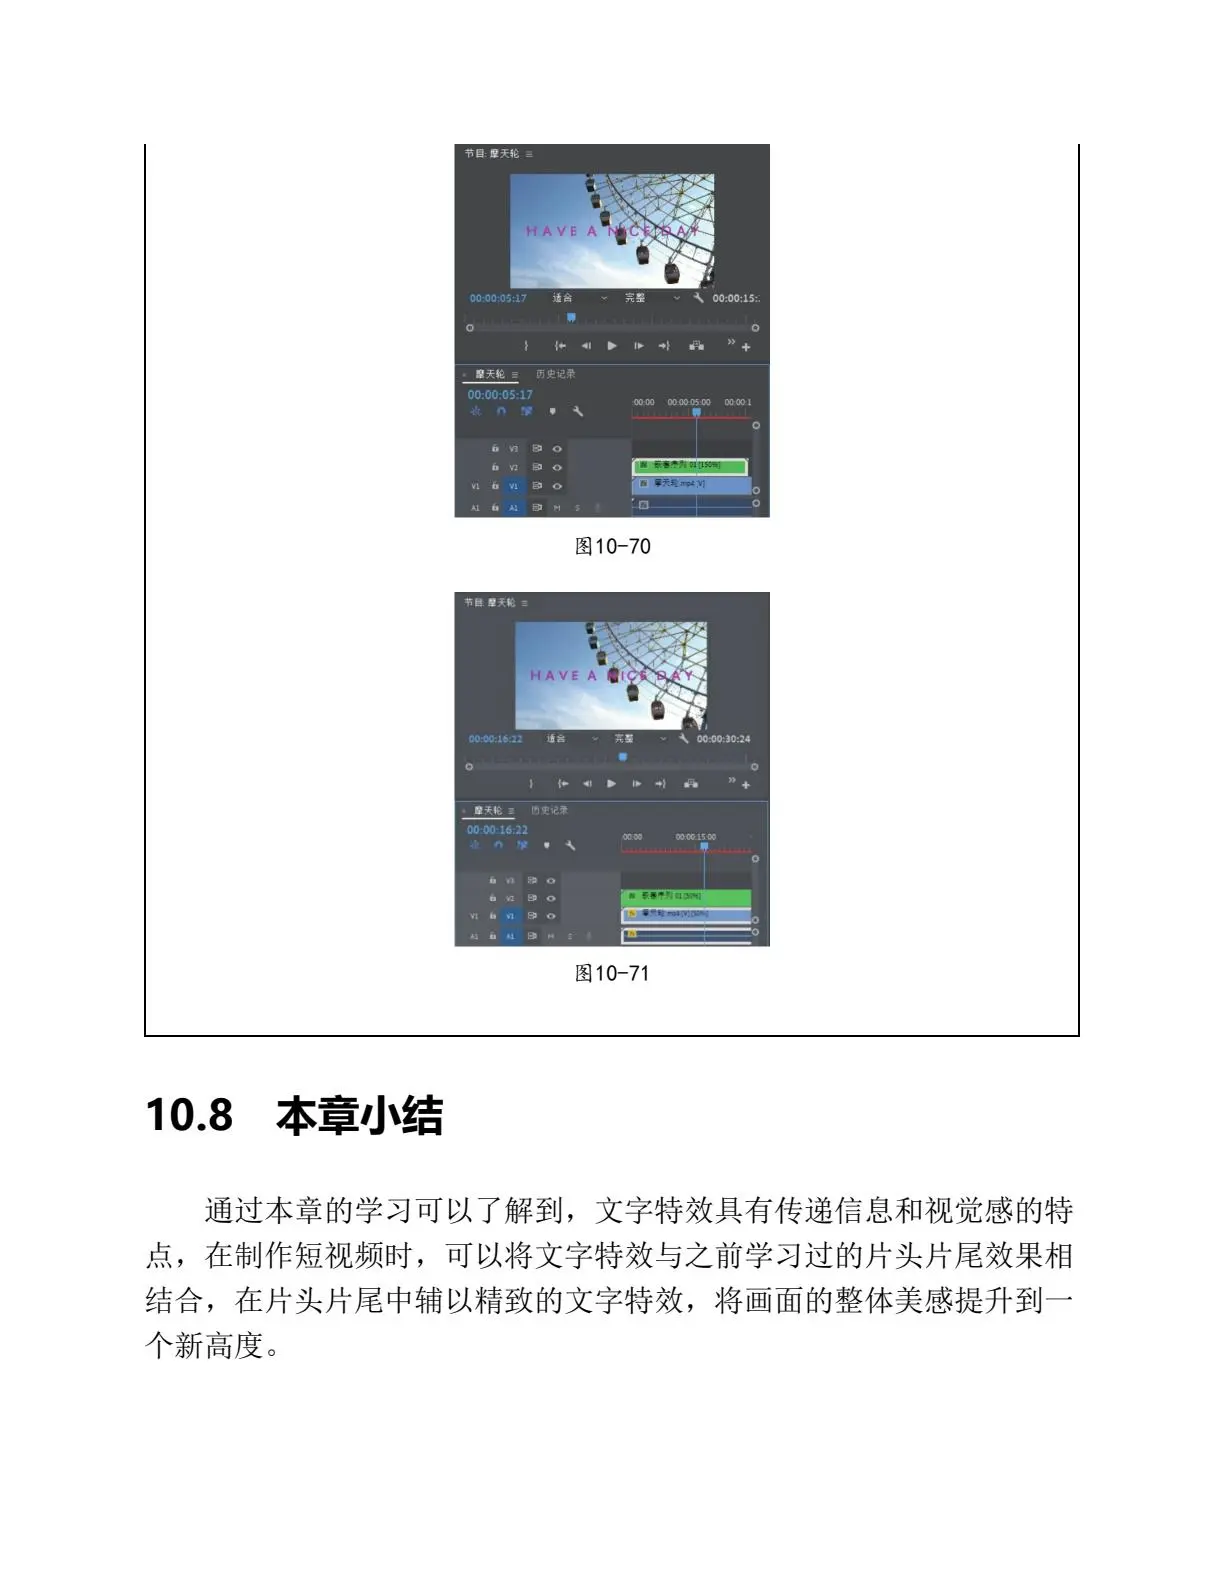 节目: 摩天轮
HAVE A NICE DAY
00:00:05:17 适合 完整 00:00:15:
摩天轮 历史记录
00:00:05:17
:00:00 00:00:05:00 00:00:1
V3
V2 嵌套序列 01 [150%]
V1 V1 摩天轮.mp4 [V]
A1 A1 M S
图10-70
节目: 摩天轮
HAVE A NICE DAY
00:00:16:22 适合 完整 00:00:30:24
摩天轮 历史记录
00:00:16:22
:00:00 00:00:15:00
V3
V2 嵌套序列 01 [50%]
V1 V1 摩天轮.mp4 [V] [50%]
A1 A1 M S
图10-71
10.8 本章小结
通过本章的学习可以了解到，文字特效具有传递信息和视觉感的特
点，在制作短视频时，可以将文字特效与之前学习过的片头片尾效果相
结合，在片头片尾中辅以精致的文字特效，将画面的整体美感提升到一
个新高度。